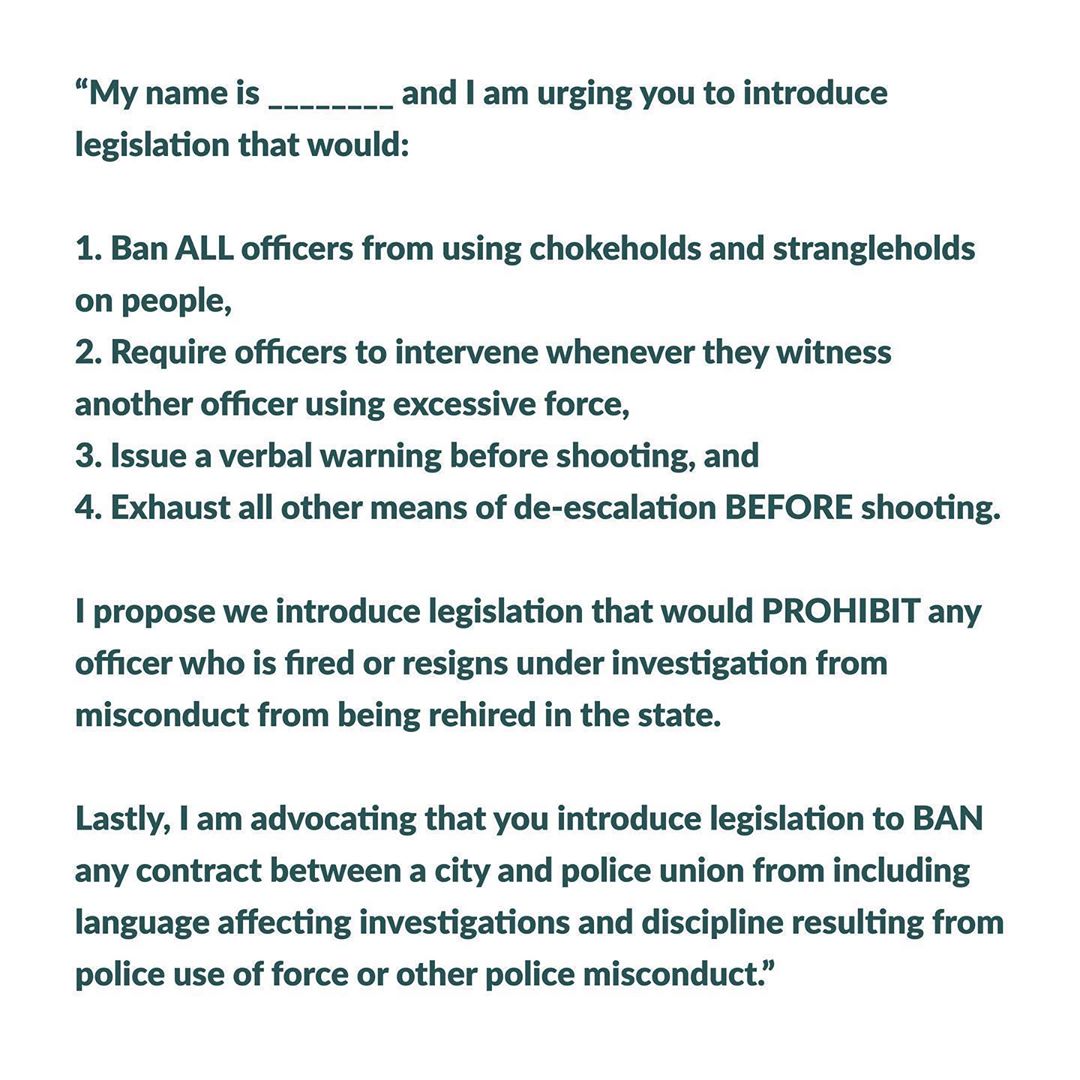 “My name is ________ and I am urging you to introduce
legislation that would:
1. Ban ALL officers from using chokeholds and strangleholds
on people,
2. Require officers to intervene whenever they witness
another officer using excessive force,
3. Issue a verbal warning before shooting, and
4. Exhaust all other means of de-escalation BEFORE shooting.
I propose we introduce legislation that would PROHIBIT any
officer who is fired or resigns under investigation from
misconduct from being rehired in the state.
Lastly, I am advocating that you introduce legislation to BAN
any contract between a city and police union from including
language affecting investigations and discipline resulting from
police use of force or other police misconduct.”